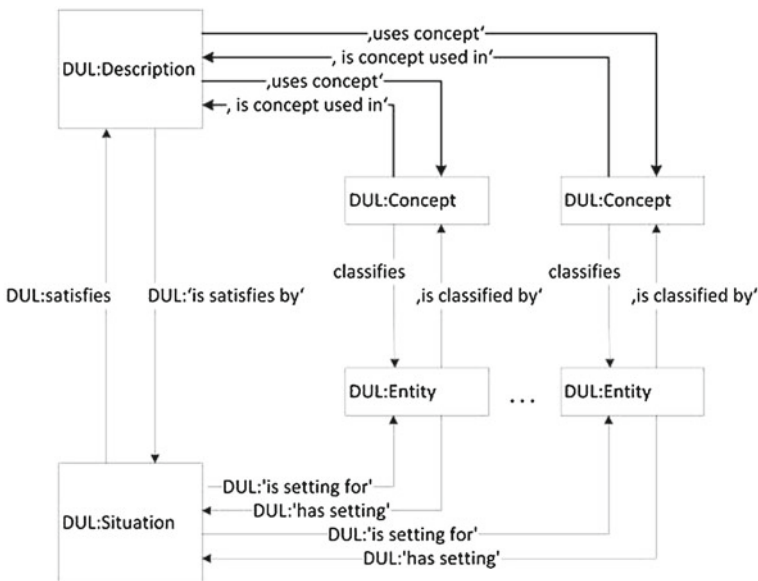 ‚uses concept‘
DUL:Description
‚ is concept used in‘
‚uses concept‘
‚ is concept used in‘
DUL:Concept
DUL:Concept
classifies
classifies
DUL:satisfies
DUL:‘is satisfies by‘
‚is classified by‘
‚is classified by‘
DUL:Entity
...
DUL:Entity
DUL:'is setting for'
DUL:'has setting'
DUL:Situation
DUL:'is setting for'
DUL:'has setting'